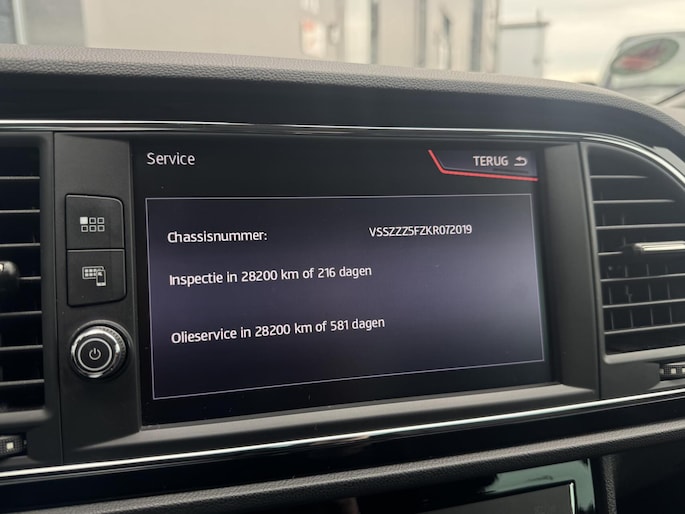 Service
TERUG
Chassisnummer: VSSZZZ5FZKR072019
Inspectie in 28200 km of 216 dagen
Olieservice in 28200 km of 581 dagen